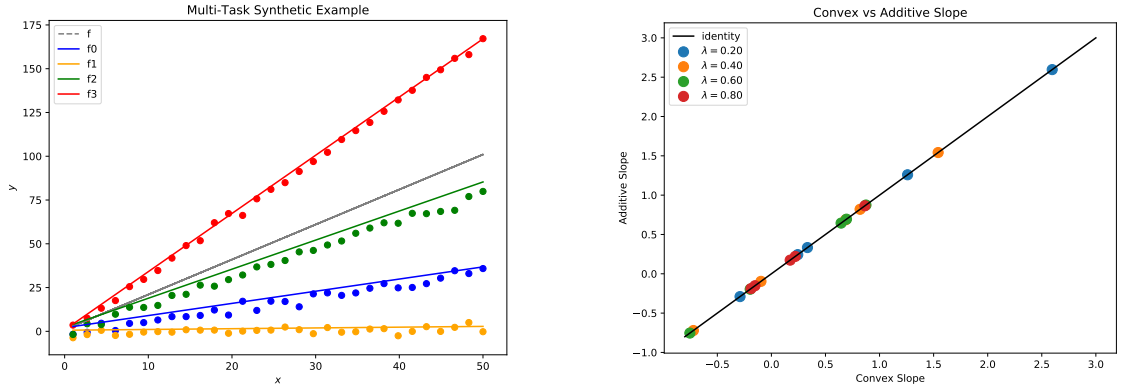 Multi-Task Synthetic Example
175
150
125
100
75
50
25
0
y
f
f0
f1
f2
f3
0 10 20 30 40 50
x
Convex vs Additive Slope
3.0
2.5
2.0
1.5
1.0
0.5
0.0
−0.5
−1.0
Additive Slope
identity
λ = 0.20
λ = 0.40
λ = 0.60
λ = 0.80
−0.5 0.0 0.5 1.0 1.5 2.0 2.5 3.0
Convex Slope